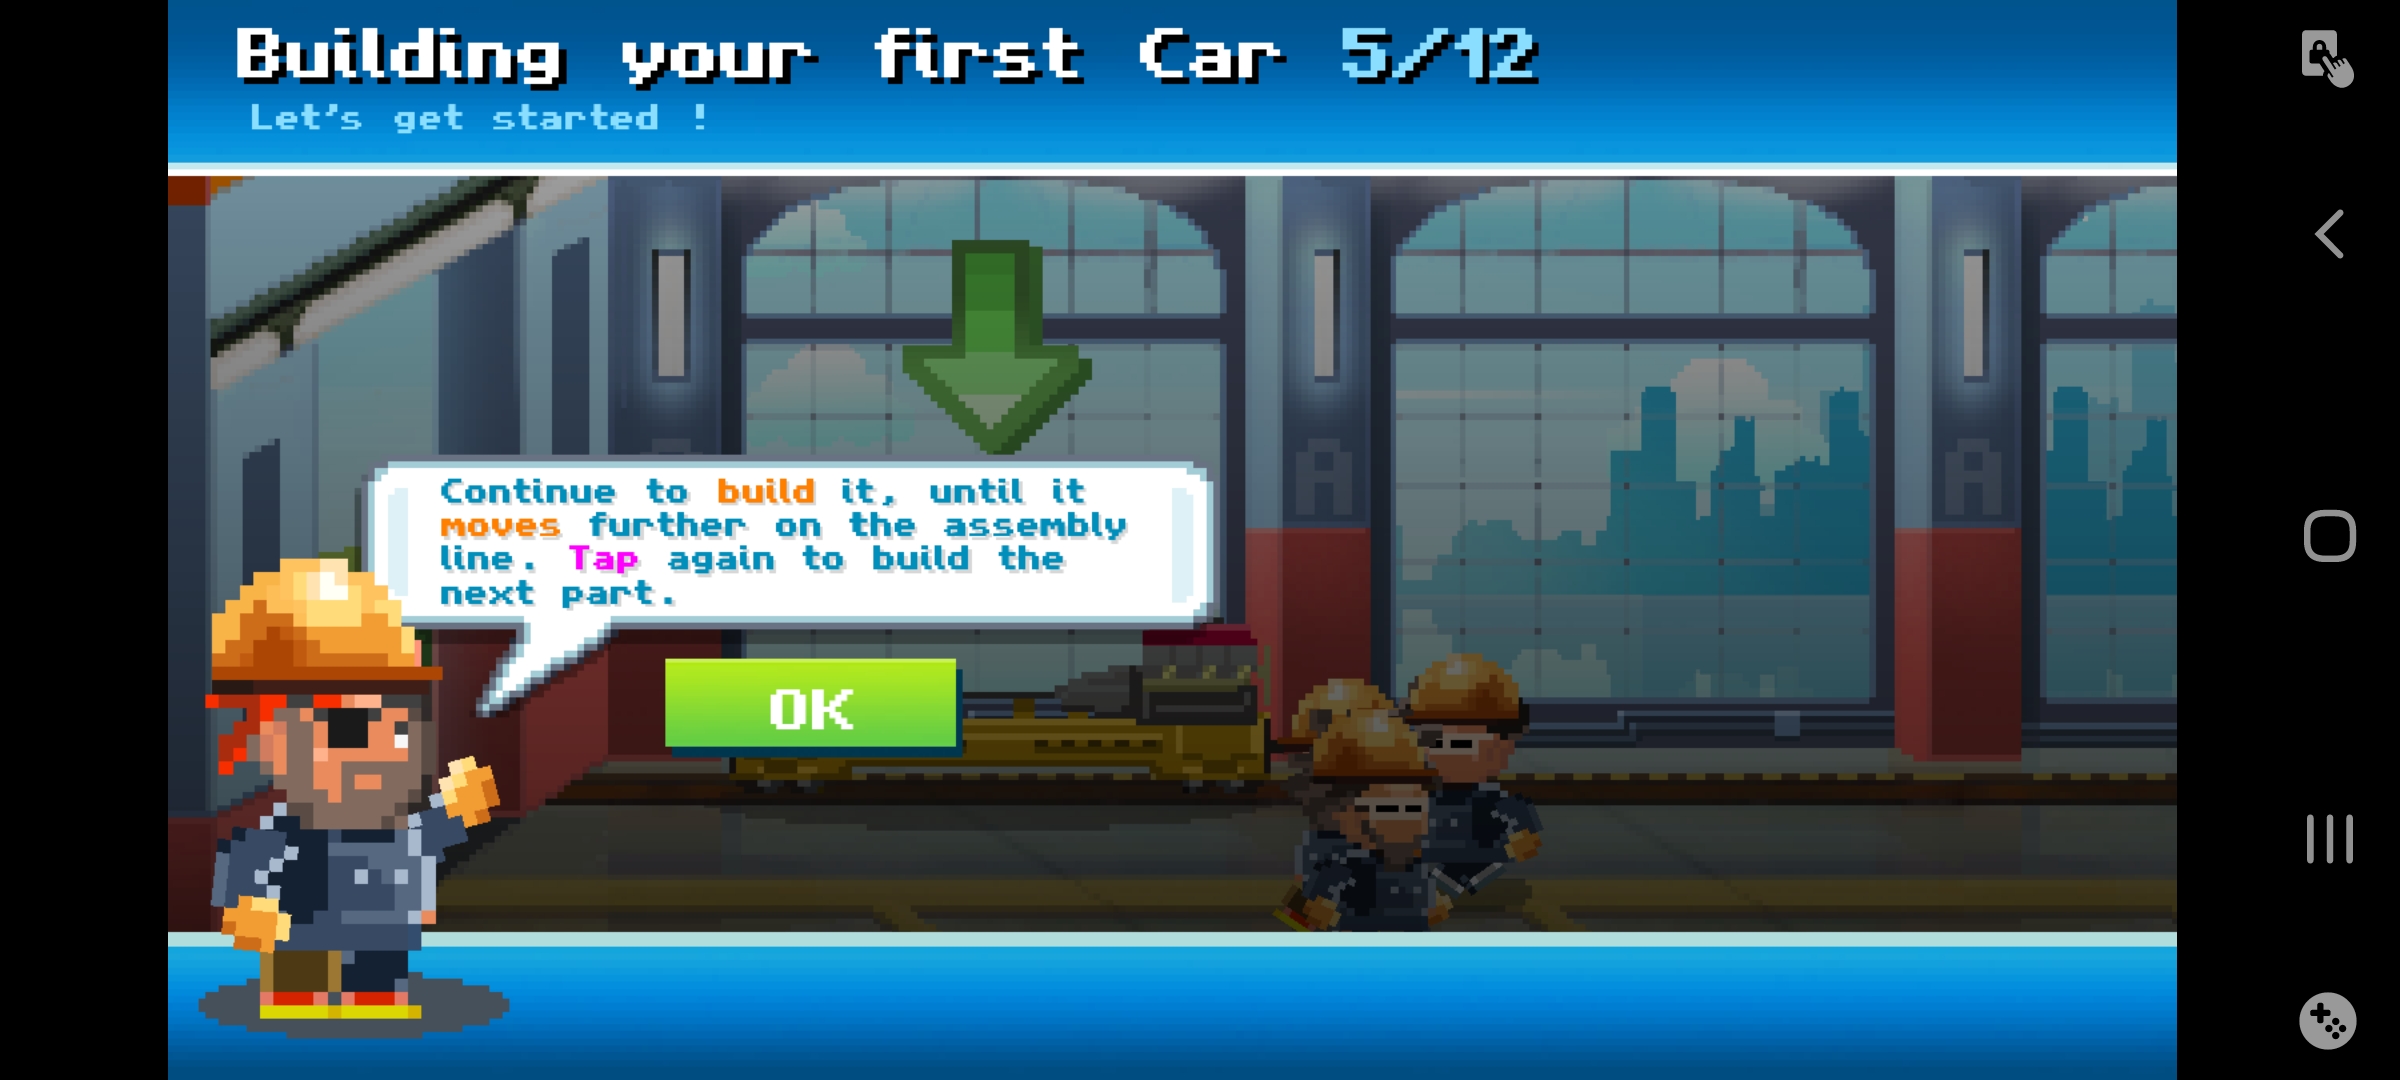 Building your first Car 5/12
Let's get started !
Continue to build it, until it
moves further on the assembly
line. Tap again to build the
next part.
OK
A
A